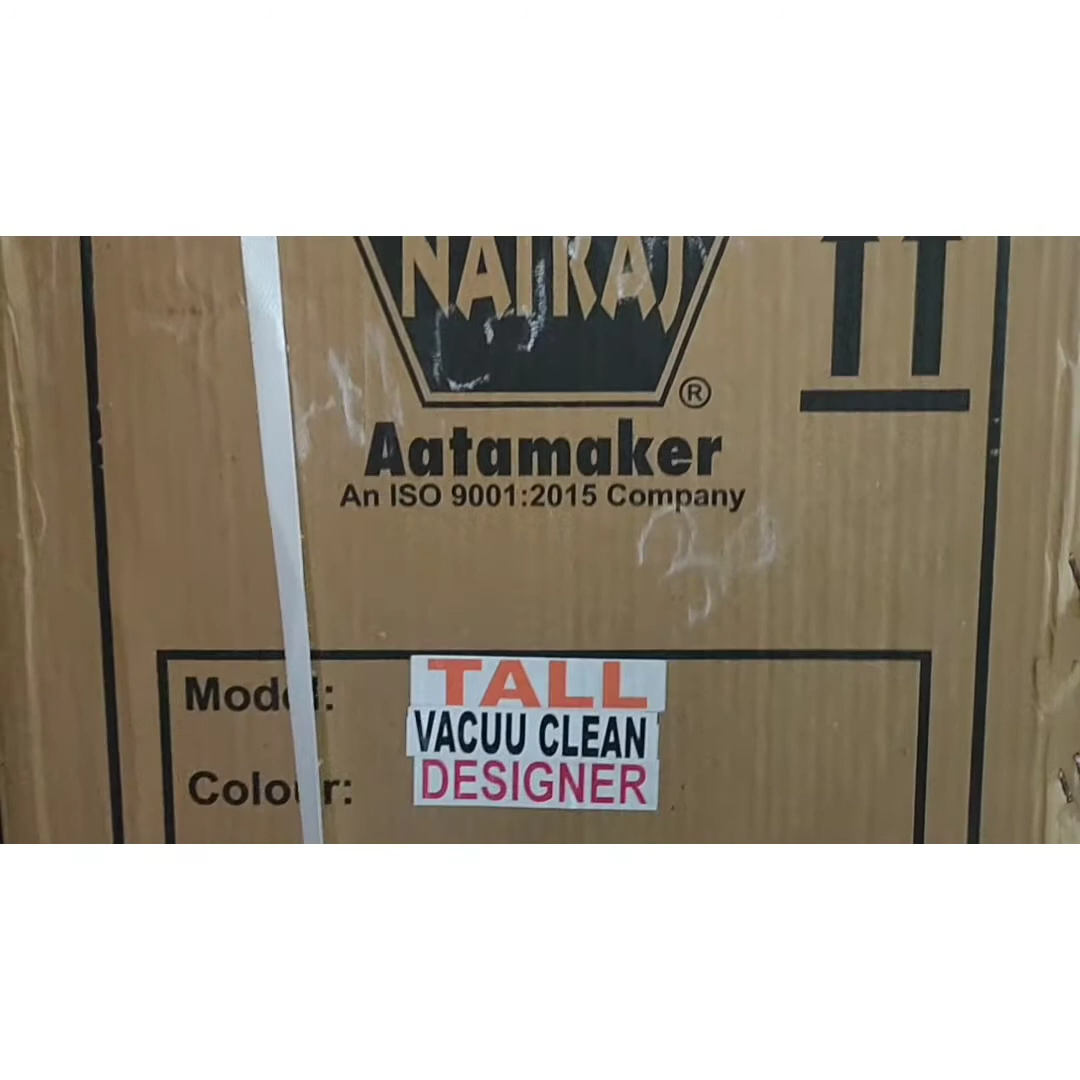 NATRAJ
®
Aatamaker
An ISO 9001:2015 Company
Model:
TALL
VACUU CLEAN
Colour:
DESIGNER